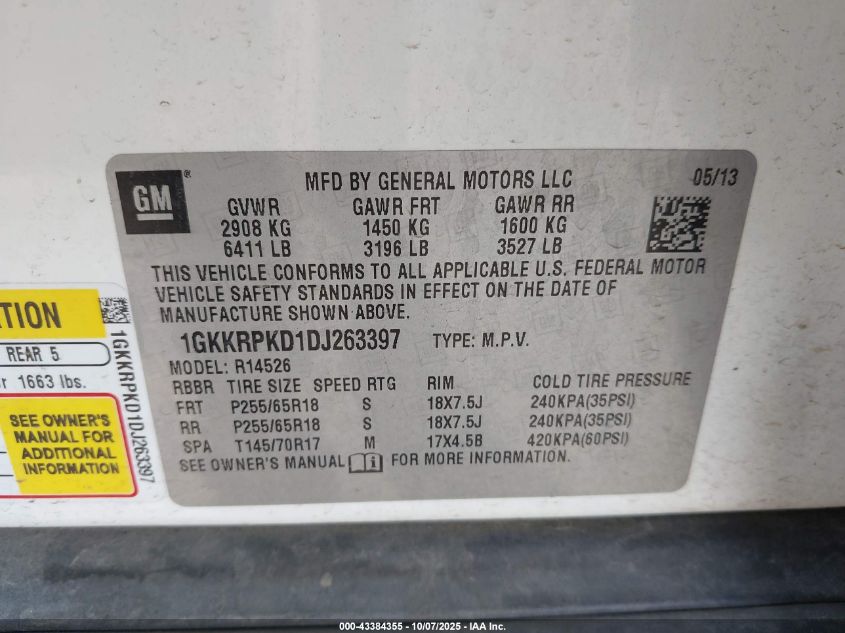 GM ®
MFD BY GENERAL MOTORS LLC 05/13
GVWR GAWR FRT GAWR RR
2908 KG 1450 KG 1600 KG
6411 LB 3196 LB 3527 LB
THIS VEHICLE CONFORMS TO ALL APPLICABLE U.S. FEDERAL MOTOR
VEHICLE SAFETY STANDARDS IN EFFECT ON THE DATE OF
MANUFACTURE SHOWN ABOVE.
1GKKRPKD1DJ263397 TYPE: M.P.V.
MODEL: R14526
RBBR TIRE SIZE SPEED RTG RIM COLD TIRE PRESSURE
FRT P255/65R18 S 18X7.5J 240KPA(35PSI)
RR P255/65R18 S 18X7.5J 240KPA(35PSI)
SPA T145/70R17 M 17X4.5B 420KPA(60PSI)
SEE OWNER'S MANUAL FOR MORE INFORMATION.
ATION
REAR 5
1663 lbs.
SEE OWNER'S
MANUAL FOR
ADDITIONAL
INFORMATION
1GKKRPKD1DJ263397
000-43384355 - 10/07/2025 - IAA Inc.